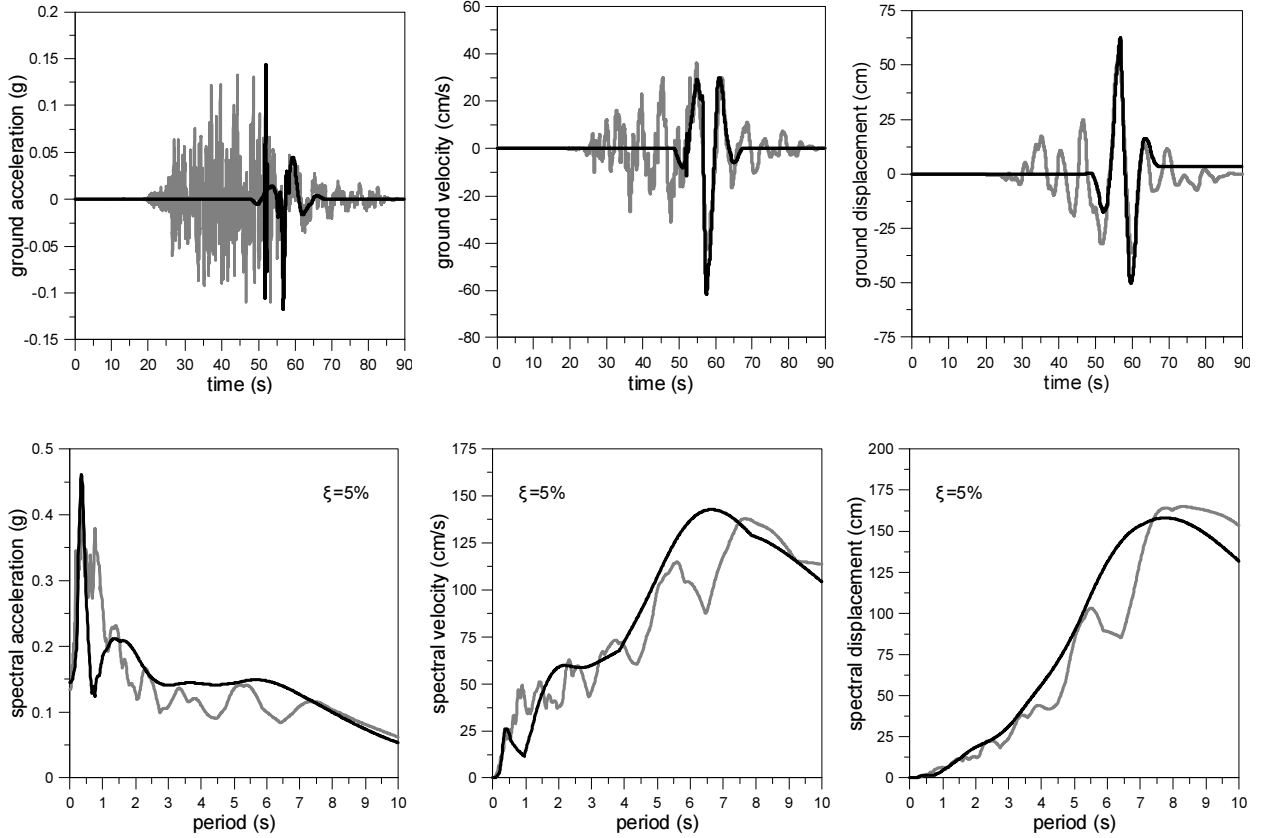 ground acceleration (g)
0.2
0.15
0.1
0.05
0
-0.05
-0.1
-0.15
0 10 20 30 40 50 60 70 80 90
time (s)
ground velocity (cm/s)
60
40
20
0
-20
-40
-60
-80
0 10 20 30 40 50 60 70 80 90
time (s)
ground displacement (cm)
75
50
25
0
-25
-50
-75
0 10 20 30 40 50 60 70 80 90
time (s)
spectral acceleration (g)
0.5
0.4
0.3
0.2
0.1
0
ξ=5%
0 1 2 3 4 5 6 7 8 9 10
period (s)
spectral velocity (cm/s)
175
150
125
100
75
50
25
0
ξ=5%
0 1 2 3 4 5 6 7 8 9 10
period (s)
spectral displacement (cm)
200
175
150
125
100
75
50
25
0
ξ=5%
0 1 2 3 4 5 6 7 8 9 10
period (s)